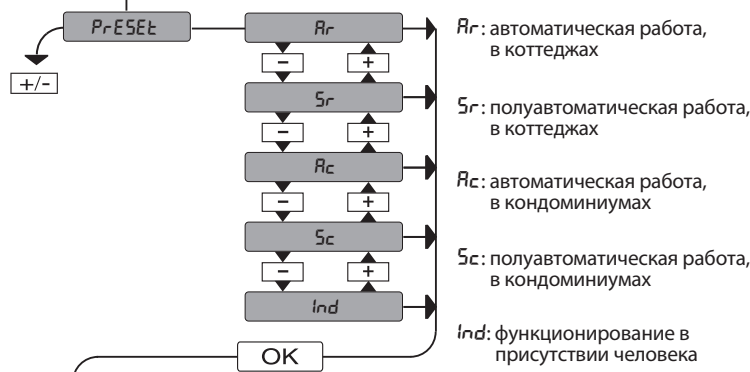 PrESEt
Ar
+/-
- +
Sr
- +
Ac
- +
Sc
- +
Ind
OK
Ar: автоматическая работа,
в коттеджах
Sr: полуавтоматическая работа,
в коттеджах
Ac: автоматическая работа,
в кондоминиумах
Sc: полуавтоматическая работа,
в кондоминиумах
Ind: функционирование в
присутствии человека